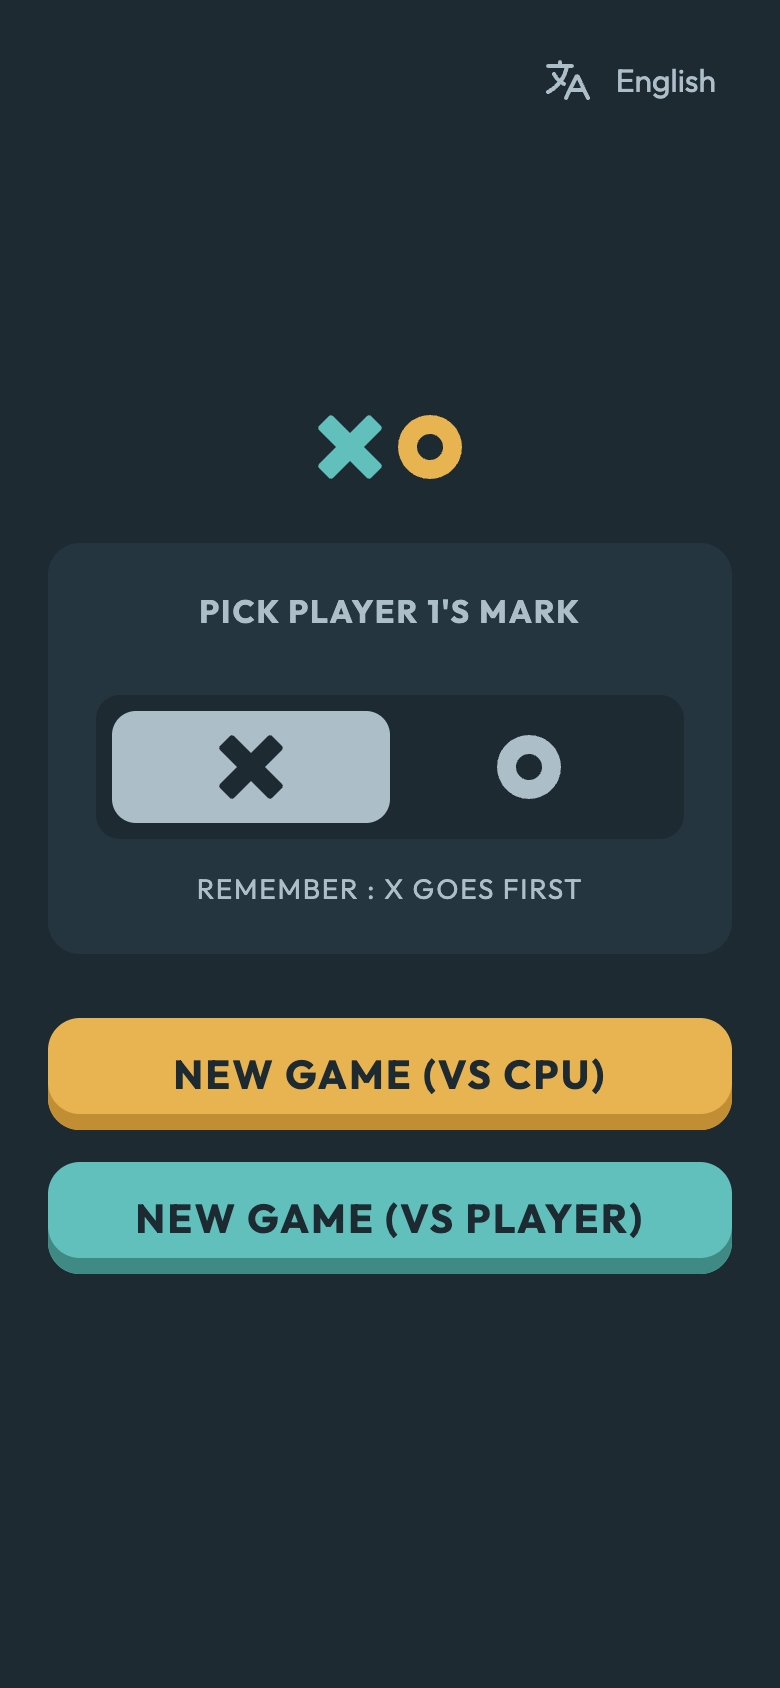 English
PICK PLAYER 1'S MARK
REMEMBER : X GOES FIRST
NEW GAME (VS CPU)
NEW GAME (VS PLAYER)